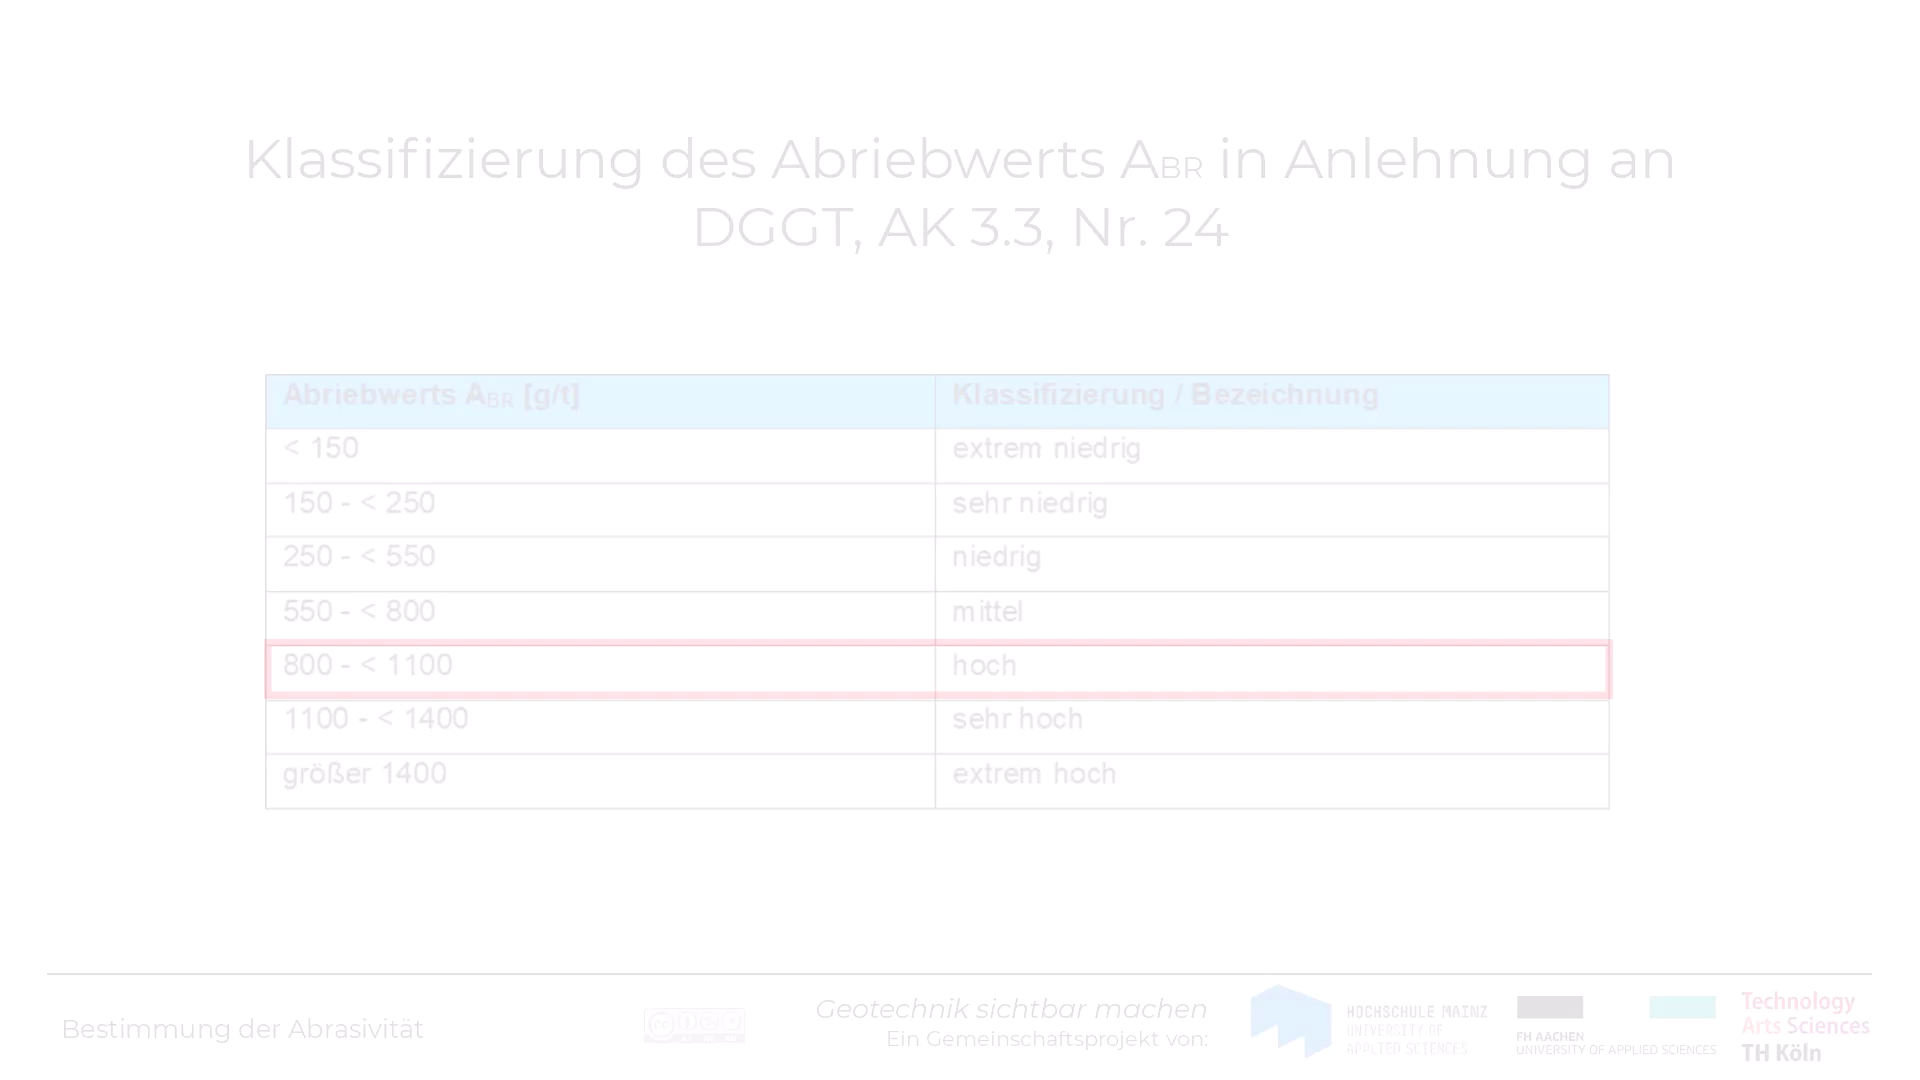 Klassifizierung des Abriebwerts ABR in Anlehnung an
DGGT, AK 3.3, Nr. 24
Abriebwerts ABR [g/t] Klassifizierung / Bezeichnung
< 150 extrem niedrig
150 - < 250 sehr niedrig
250 - < 550 niedrig
550 - < 800 mittel
800 - < 1100 hoch
1100 - < 1400 sehr hoch
größer 1400 extrem hoch
Bestimmung der Abrasivität
Geotechnik sichtbar machen
Ein Gemeinschaftsprojekt von:
HOCHSCHULE MAINZ
UNIVERSITY OF
APPLIED SCIENCES
FH AACHEN
UNIVERSITY OF APPLIED SCIENCES
Technology
Arts Sciences
TH Köln